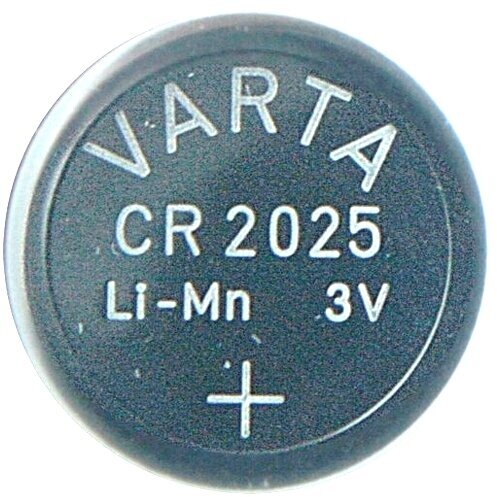 VARTA
CR 2025
Li-Mn 3V
+